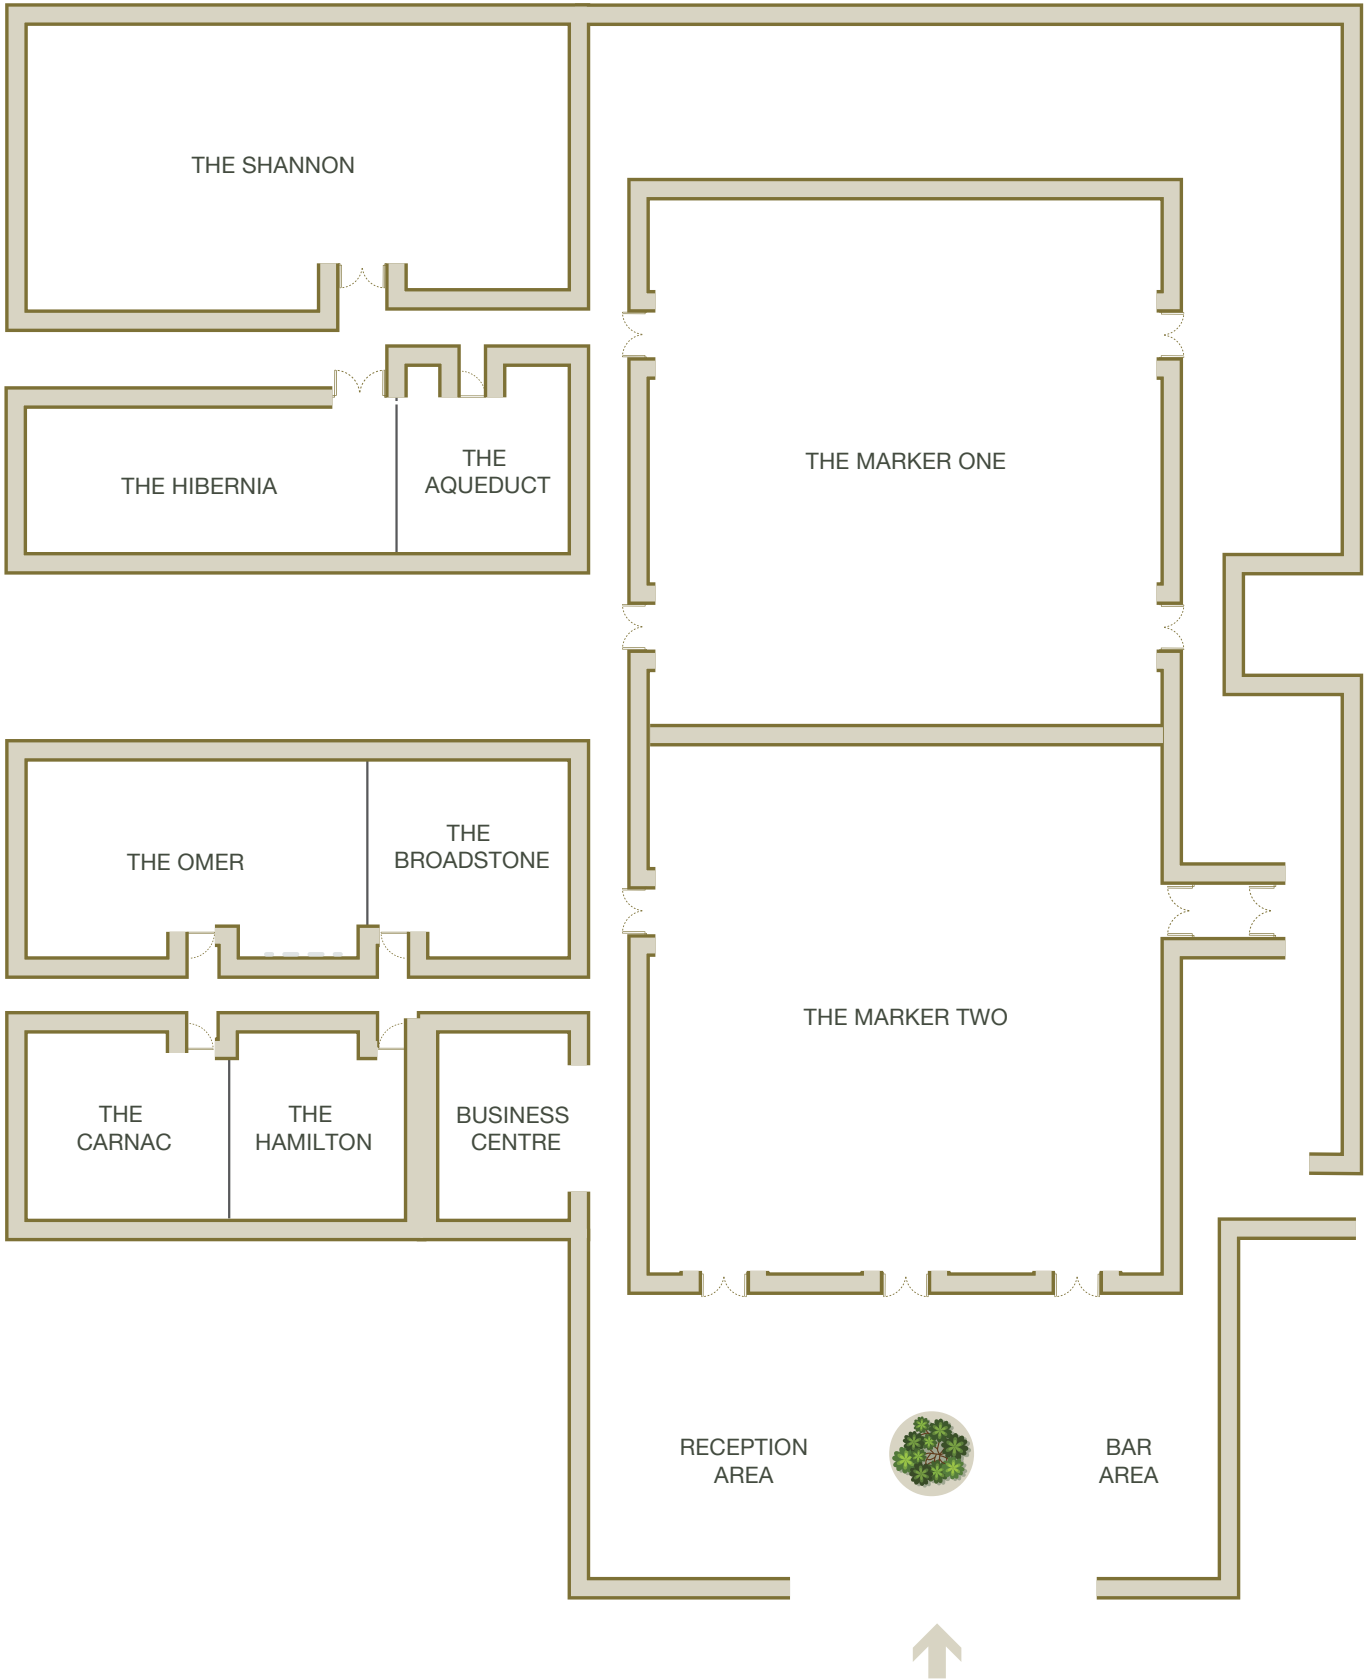 THE SHANNON
THE MARKER ONE
THE HIBERNIA
THE
AQUEDUCT
THE OMER
THE
BROADSTONE
THE MARKER TWO
THE
CARNAC
THE
HAMILTON
BUSINESS
CENTRE
RECEPTION
AREA
BAR
AREA